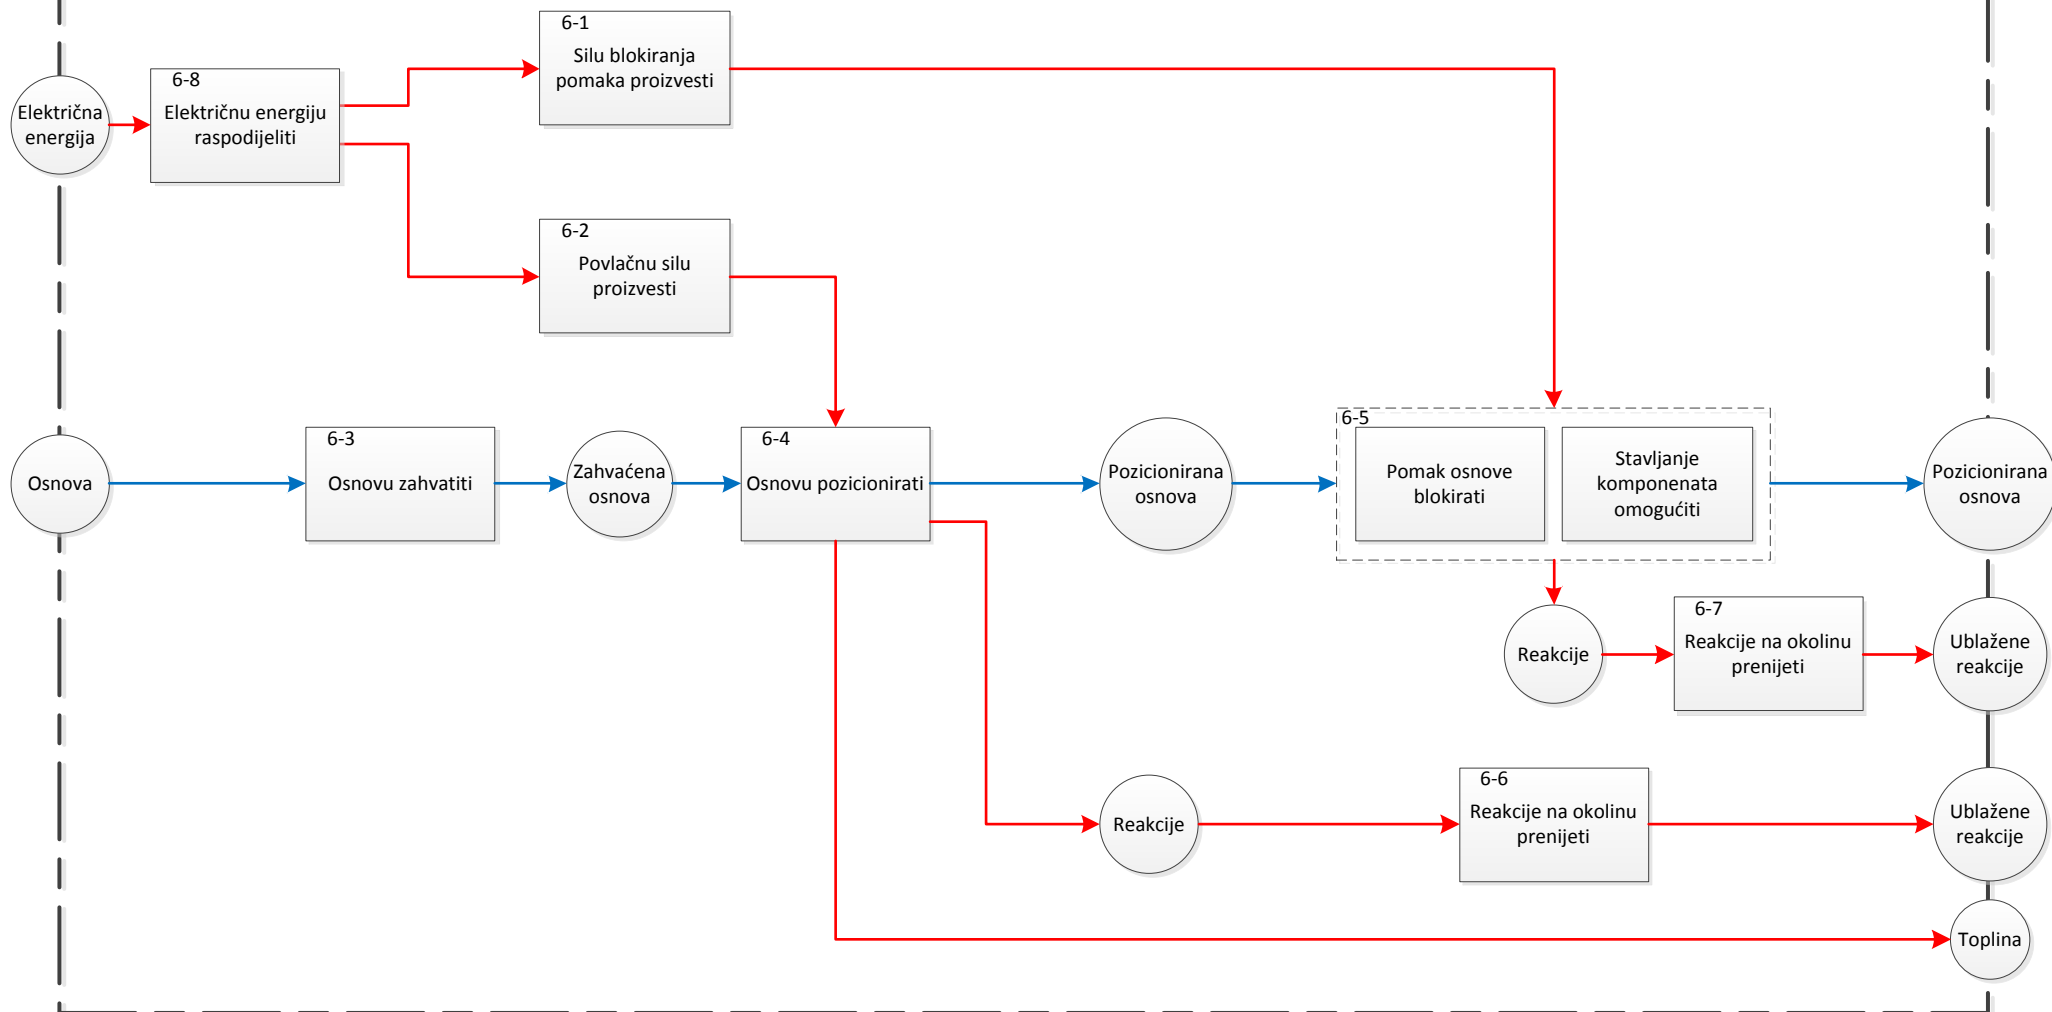 6-1
Silu blokiranja
pomaka proizvesti
6-8
Električnu energiju
raspodijeliti
Električna
energija
6-2
Povlačnu silu
proizvesti
Osnova
6-3
Osnovu zahvatiti
Zahvaćena
osnova
6-4
Osnovu pozicionirati
Pozicionirana
osnova
6-5
Pomak osnove
blokirati
Stavljanje
komponenata
omogućiti
Pozicionirana
osnova
Reakcije
6-7
Reakcije na okolinu
prenijeti
Ublažene
reakcije
Reakcije
6-6
Reakcije na okolinu
prenijeti
Ublažene
reakcije
Toplina